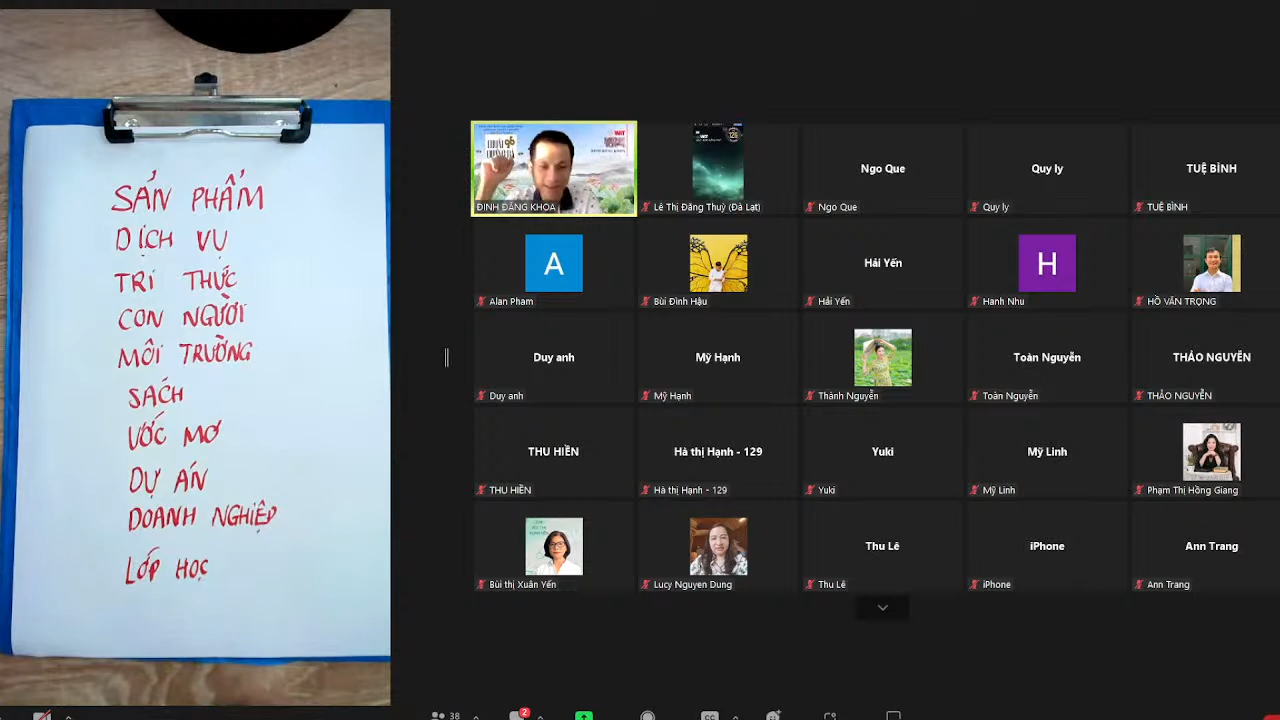 SẢN PHẨM
DỊCH VỤ
TRI THỨC
CON NGƯỜI
MÔI TRƯỜNG
SÁCH
ƯỚC MƠ
DỰ ÁN
DOANH NGHIỆP
LỚP HỌC
ĐINH ĐĂNG KHOA
Lê Thị Đăng Thuỷ (Đà Lạt)
Ngo Que
Ngo Que
Quy ly
Quy ly
TUỆ BÌNH
TUỆ BÌNH
A
Alan Pham
Bùi Đình Hậu
Hải Yến
Hải Yến
H
Hanh Nhu
HỒ VĂN TRỌNG
Duy anh
Duy anh
Mỹ Hạnh
Mỹ Hạnh
Thành Nguyễn
Toàn Nguyễn
Toàn Nguyễn
THẢO NGUYỄN
THẢO NGUYỄN
THU HIỀN
THU HIỀN
Hà thị Hạnh - 129
Hà thị Hạnh - 129
Yuki
Yuki
Mỹ Linh
Mỹ Linh
Phạm Thị Hồng Giang
Bùi thị Xuân Yến
Lucy Nguyen Dung
Thu Lê
Thu Lê
iPhone
iPhone
Ann Trang
Ann Trang
38
2
CC